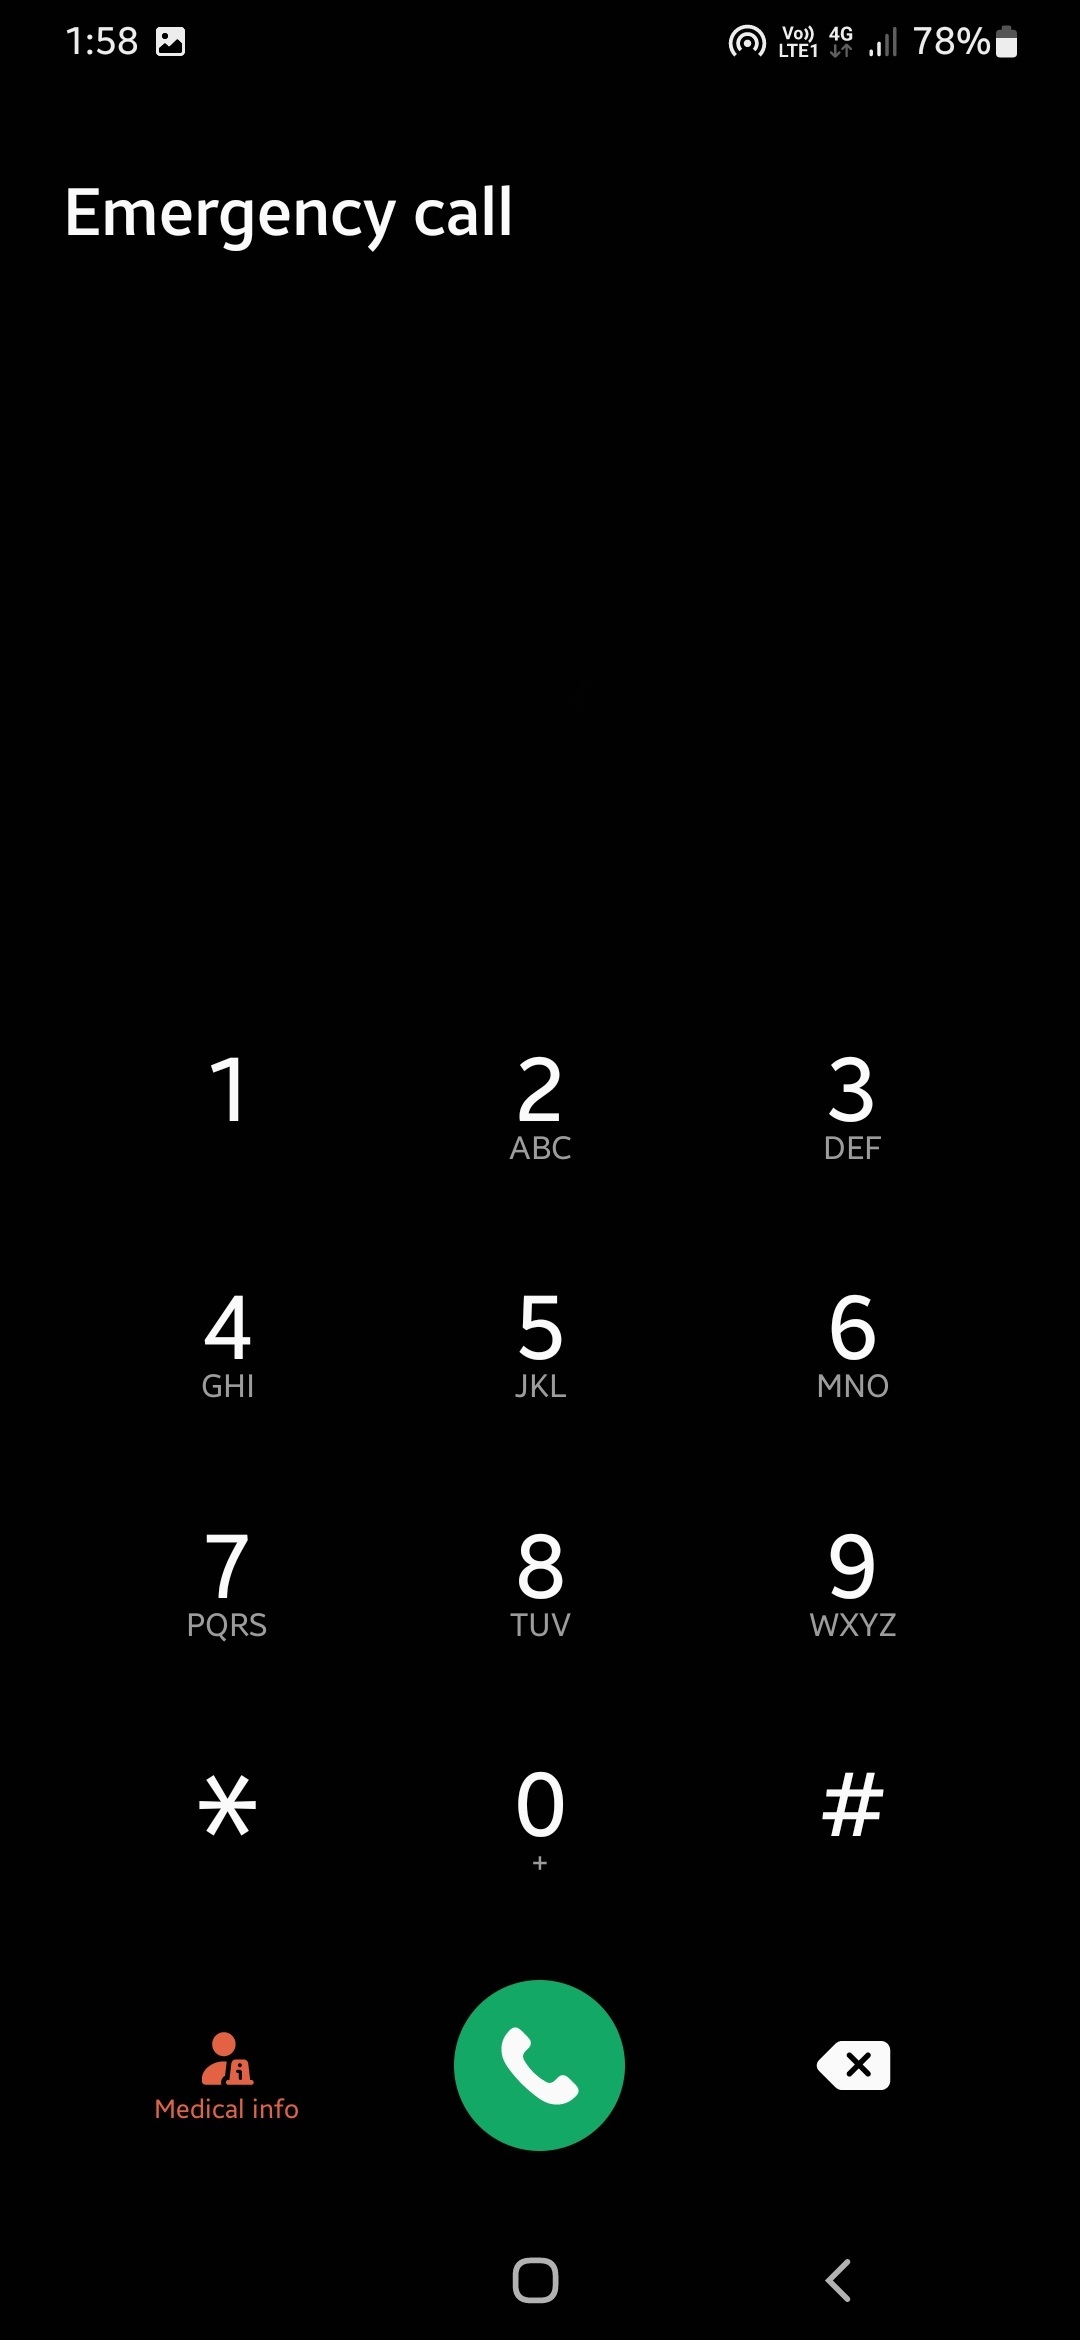 1:58 Vo)) LTE1 4G 78%
Emergency call
1 2 3
ABC DEF
4 5 6
GHI JKL MNO
7 8 9
PQRS TUV WXYZ
* 0 #
+
Medical info